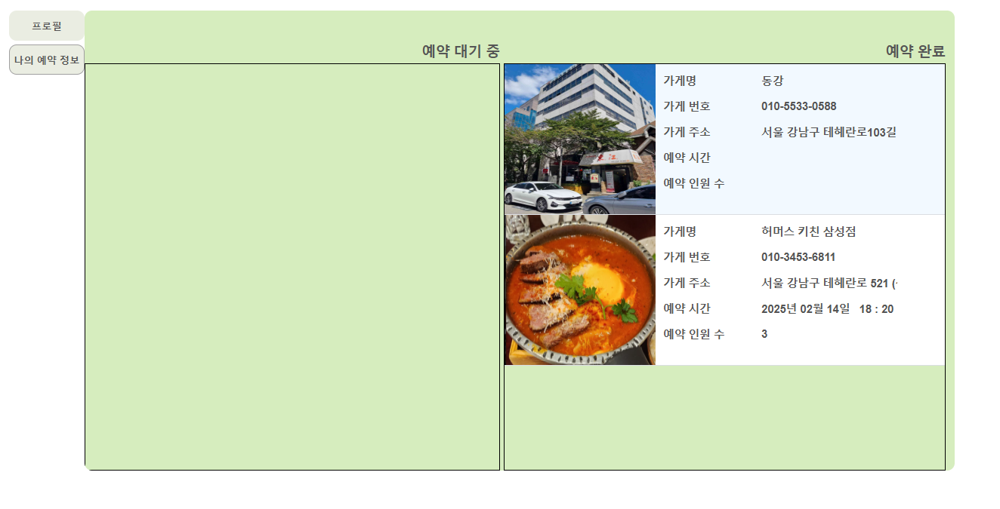 프로필
나의 예약 정보
예약 대기 중
예약 완료
가게명 동강
가게 번호 010-5533-0588
가게 주소 서울 강남구 테헤란로103길
예약 시간
예약 인원 수
가게명 허머스 키친 삼성점
가게 번호 010-3453-6811
가게 주소 서울 강남구 테헤란로 521 (
예약 시간 2025년 02월 14일 18 : 20
예약 인원 수 3